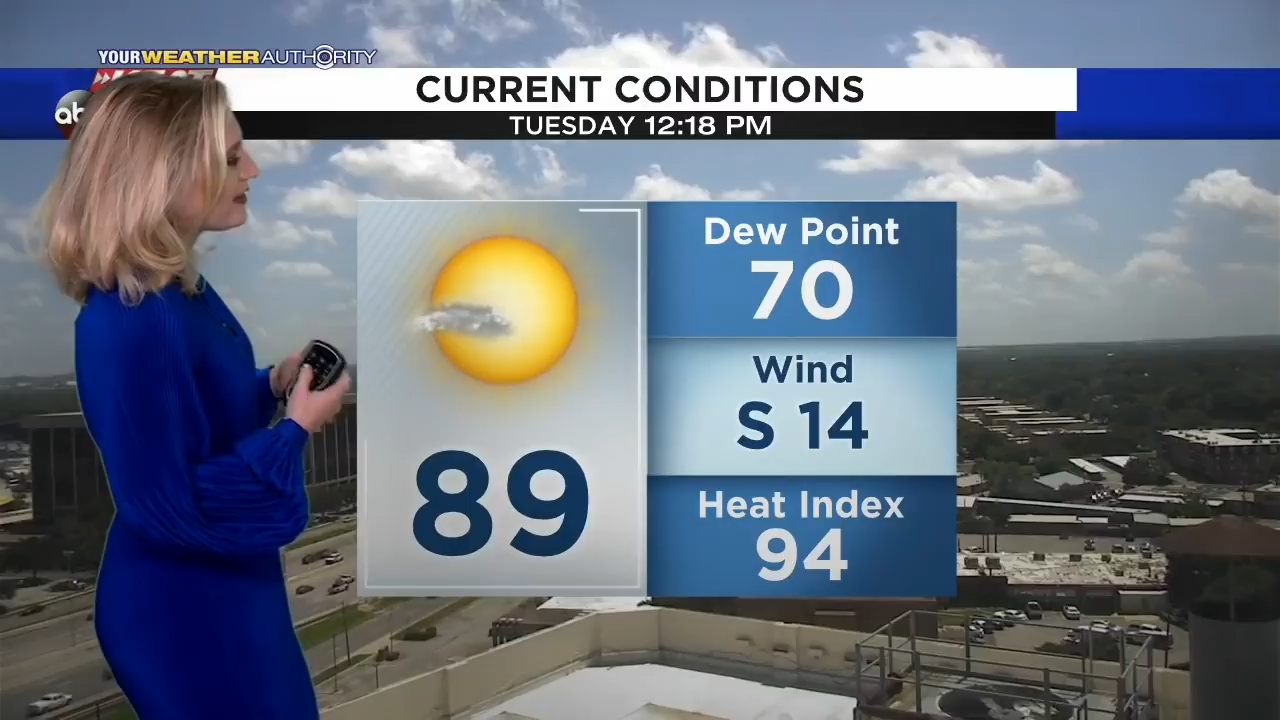 YOURWEATHERAUTHORITY
CURRENT CONDITIONS
TUESDAY 12:18 PM
Dew Point
70
Wind
S 14
89
Heat Index
94